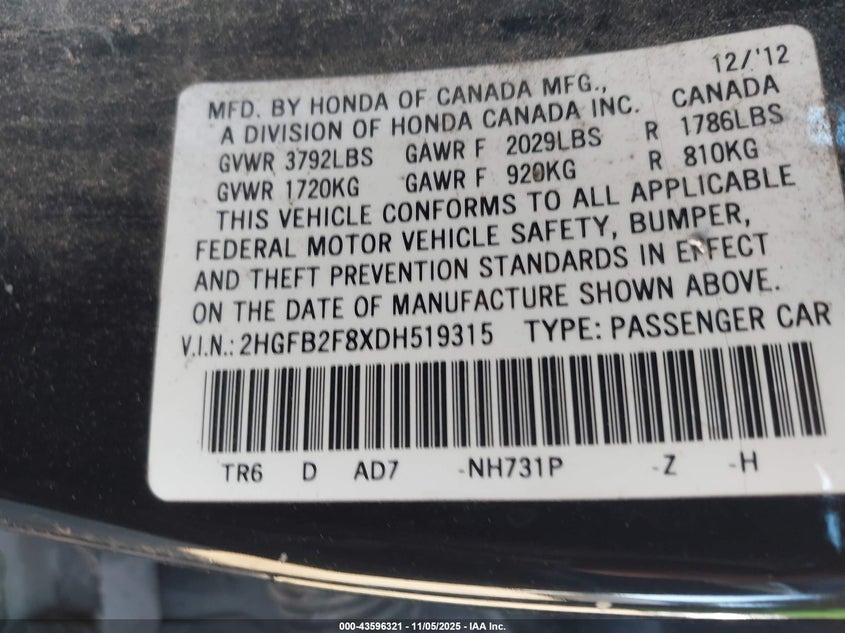 12/'12
MFD. BY HONDA OF CANADA MFG., CANADA
A DIVISION OF HONDA CANADA INC.
GVWR 3792LBS GAWR F 2029LBS R 1786LBS
GVWR 1720KG GAWR F 920KG R 810KG
THIS VEHICLE CONFORMS TO ALL APPLICABLE
FEDERAL MOTOR VEHICLE SAFETY, BUMPER,
AND THEFT PREVENTION STANDARDS IN EFFECT
ON THE DATE OF MANUFACTURE SHOWN ABOVE.
V.I.N.: 2HGFB2F8XDH519315 TYPE: PASSENGER CAR
TR6 D AD7 -NH731P -Z -H
000-43596321 - 11/05/2025 - IAA Inc.